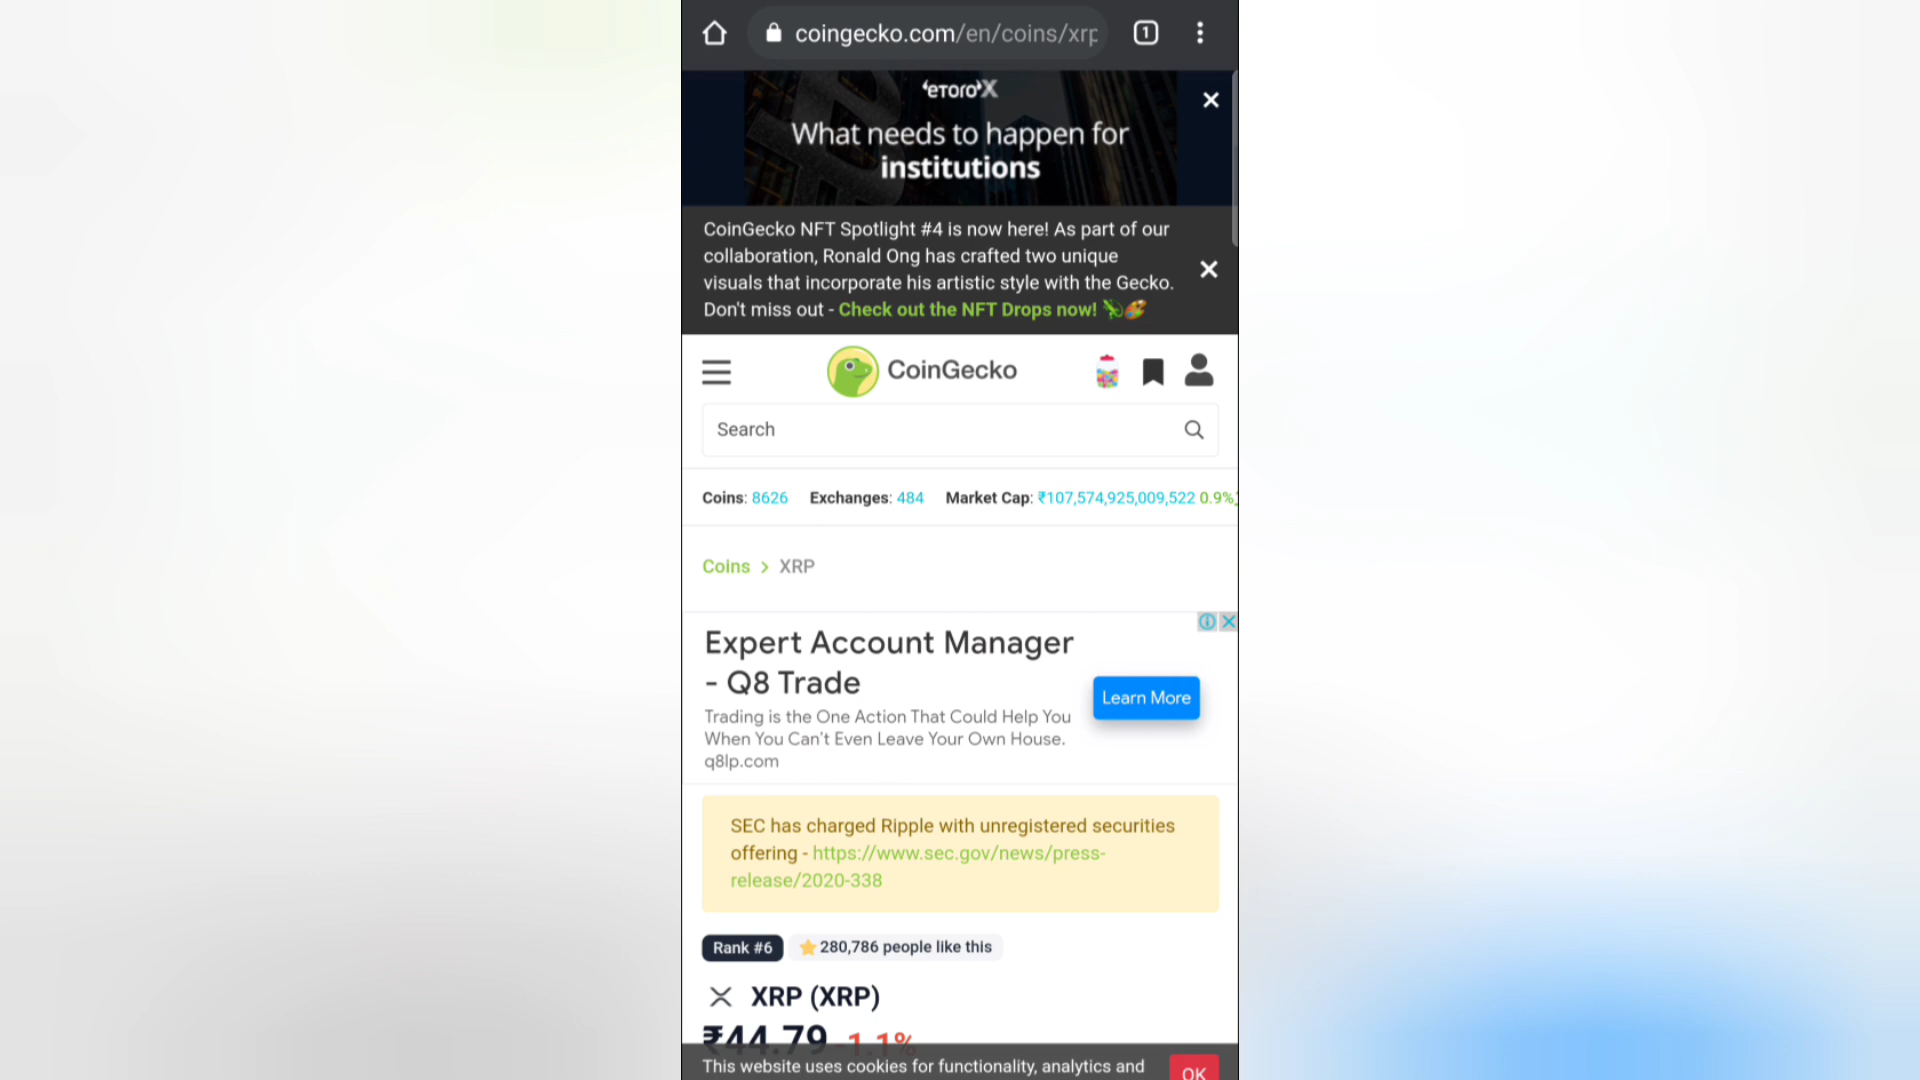 coingecko.com/en/coins/xrp
1
eToroX
What needs to happen for
institutions
CoinGecko NFT Spotlight #4 is now here! As part of our
collaboration, Ronald Ong has crafted two unique
visuals that incorporate his artistic style with the Gecko.
Don't miss out - Check out the NFT Drops now!
CoinGecko
Search
Coins: 8626 Exchanges: 484 Market Cap: ₹107,574,925,009,522 0.9%
Coins > XRP
Expert Account Manager
- Q8 Trade
Trading is the One Action That Could Help You
When You Can't Even Leave Your Own House.
q8lp.com
Learn More
SEC has charged Ripple with unregistered securities
offering - https://www.sec.gov/news/press-
release/2020-338
Rank #6 280,786 people like this
XRP (XRP)
₹44.79 -1.1%
This website uses cookies for functionality, analytics and
OK